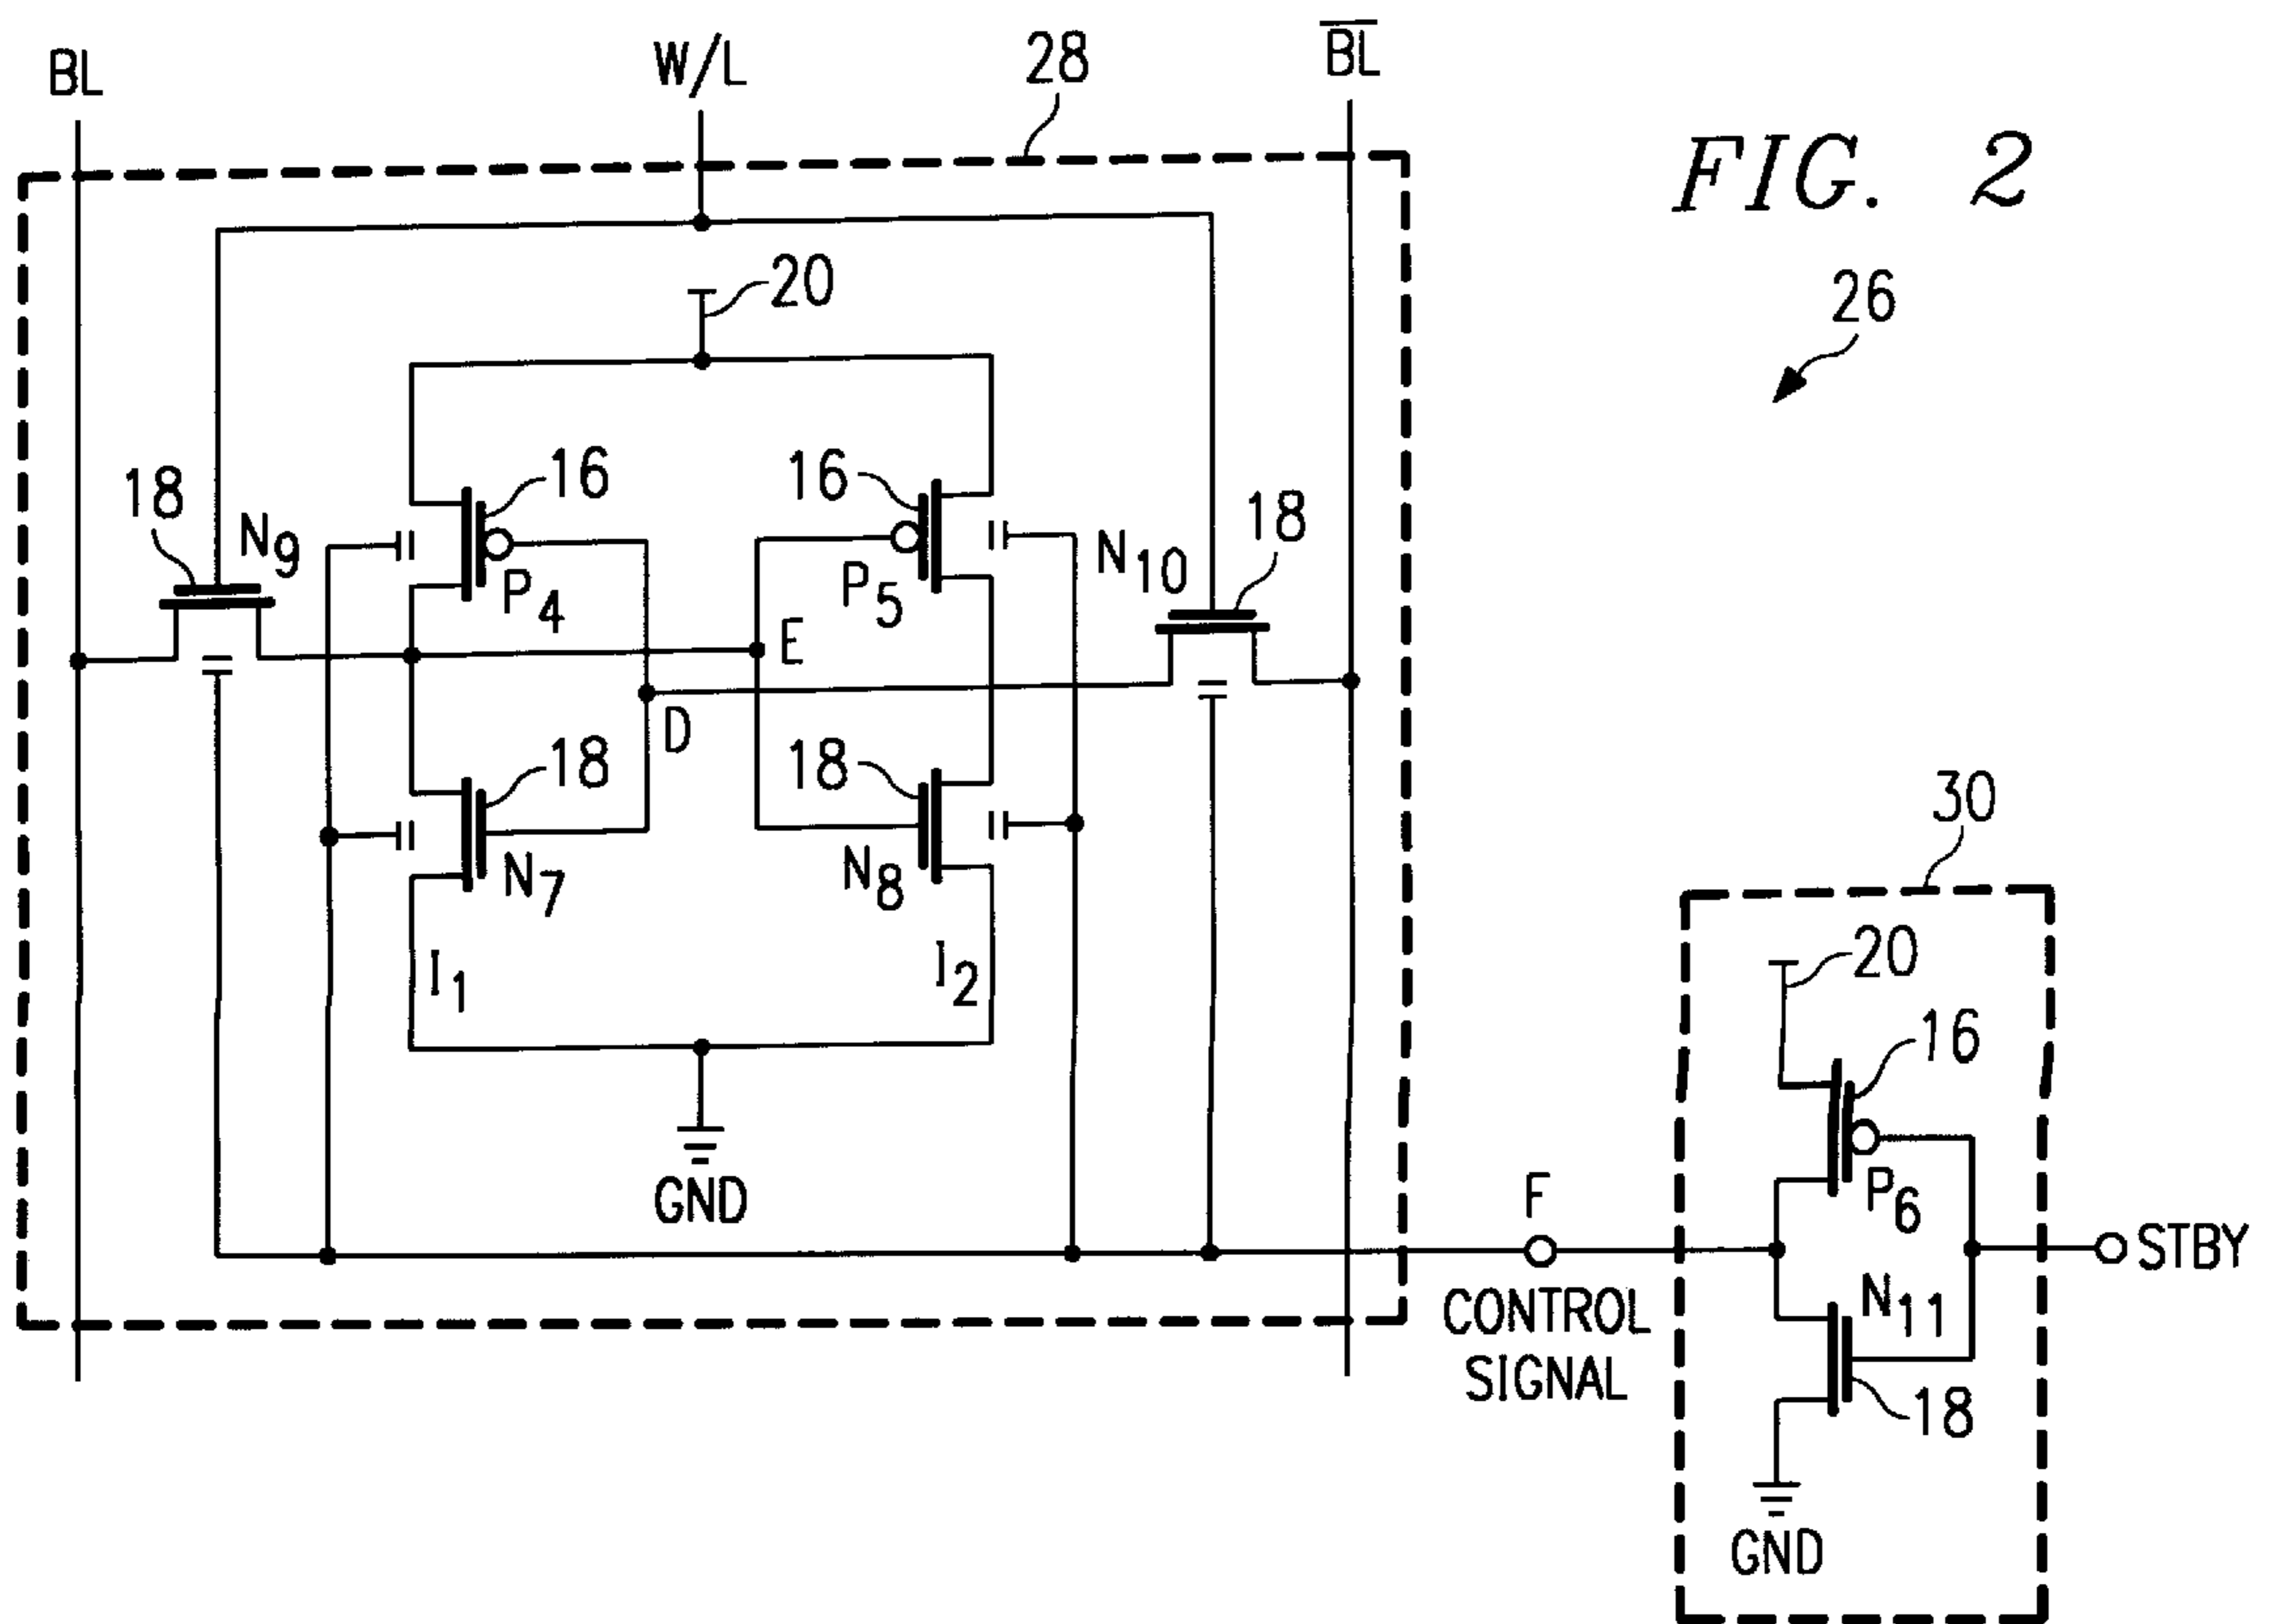 BL
W/L
28
B̅L̅
FIG. 2
20
26
18
N9
16
P4
16
P5
N10
18
E
D
18
N7
18
N8
30
I1
I2
20
16
GND
F
P6
STBY
CONTROL
SIGNAL
N11
18
GND